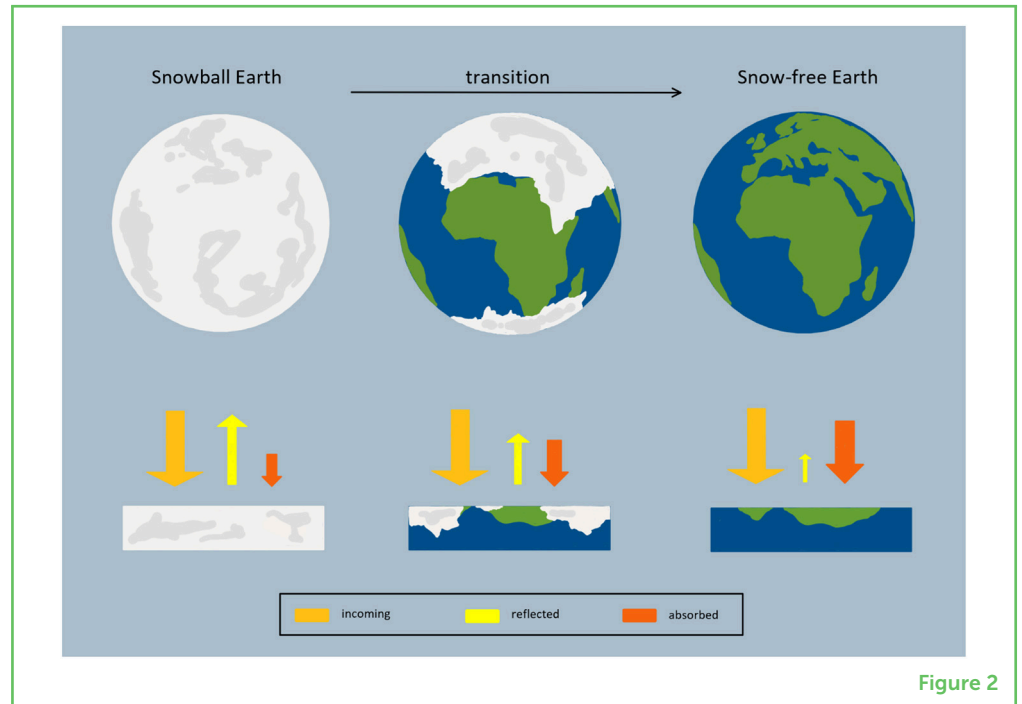 Snowball Earth transition Snow-free Earth
incoming reflected absorbed
Figure 2